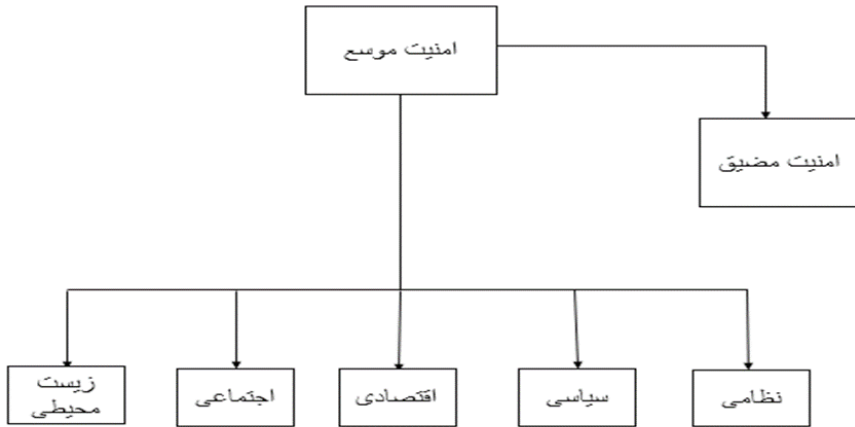 امنیت موسع
امنیت مضیق
نظامی
سیاسی
اقتصادی
اجتماعی
زیست
محیطی